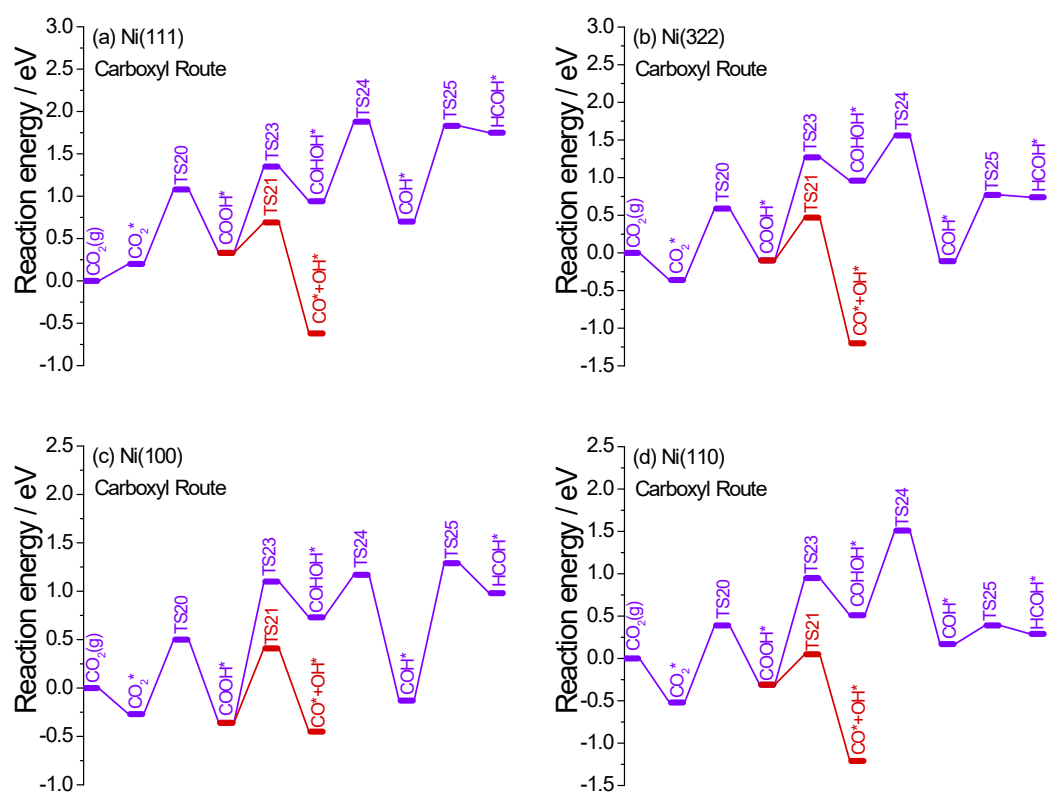 (a) Ni(111)
Carboxyl Route
Reaction energy / eV
3.0
2.5
2.0
1.5
1.0
0.5
0.0
-0.5
-1.0
CO₂(g)
CO₂*
TS20
COOH*
TS23
TS21
COHOH*
CO*+OH*
TS24
COH*
TS25
HCOH*
(b) Ni(322)
Carboxyl Route
Reaction energy / eV
3.0
2.5
2.0
1.5
1.0
0.5
0.0
-0.5
-1.0
-1.5
CO₂(g)
CO₂*
TS20
COOH*
TS23
TS21
COHOH*
CO*+OH*
TS24
COH*
TS25
HCOH*
(c) Ni(100)
Carboxyl Route
Reaction energy / eV
2.5
2.0
1.5
1.0
0.5
0.0
-0.5
-1.0
CO₂(g)
CO₂*
TS20
COOH*
TS23
TS21
COHOH*
CO*+OH*
TS24
COH*
TS25
HCOH*
(d) Ni(110)
Carboxyl Route
Reaction energy / eV
2.5
2.0
1.5
1.0
0.5
0.0
-0.5
-1.0
-1.5
CO₂(g)
CO₂*
TS20
COOH*
TS23
TS21
COHOH*
CO*+OH*
TS24
COH*
TS25
HCOH*